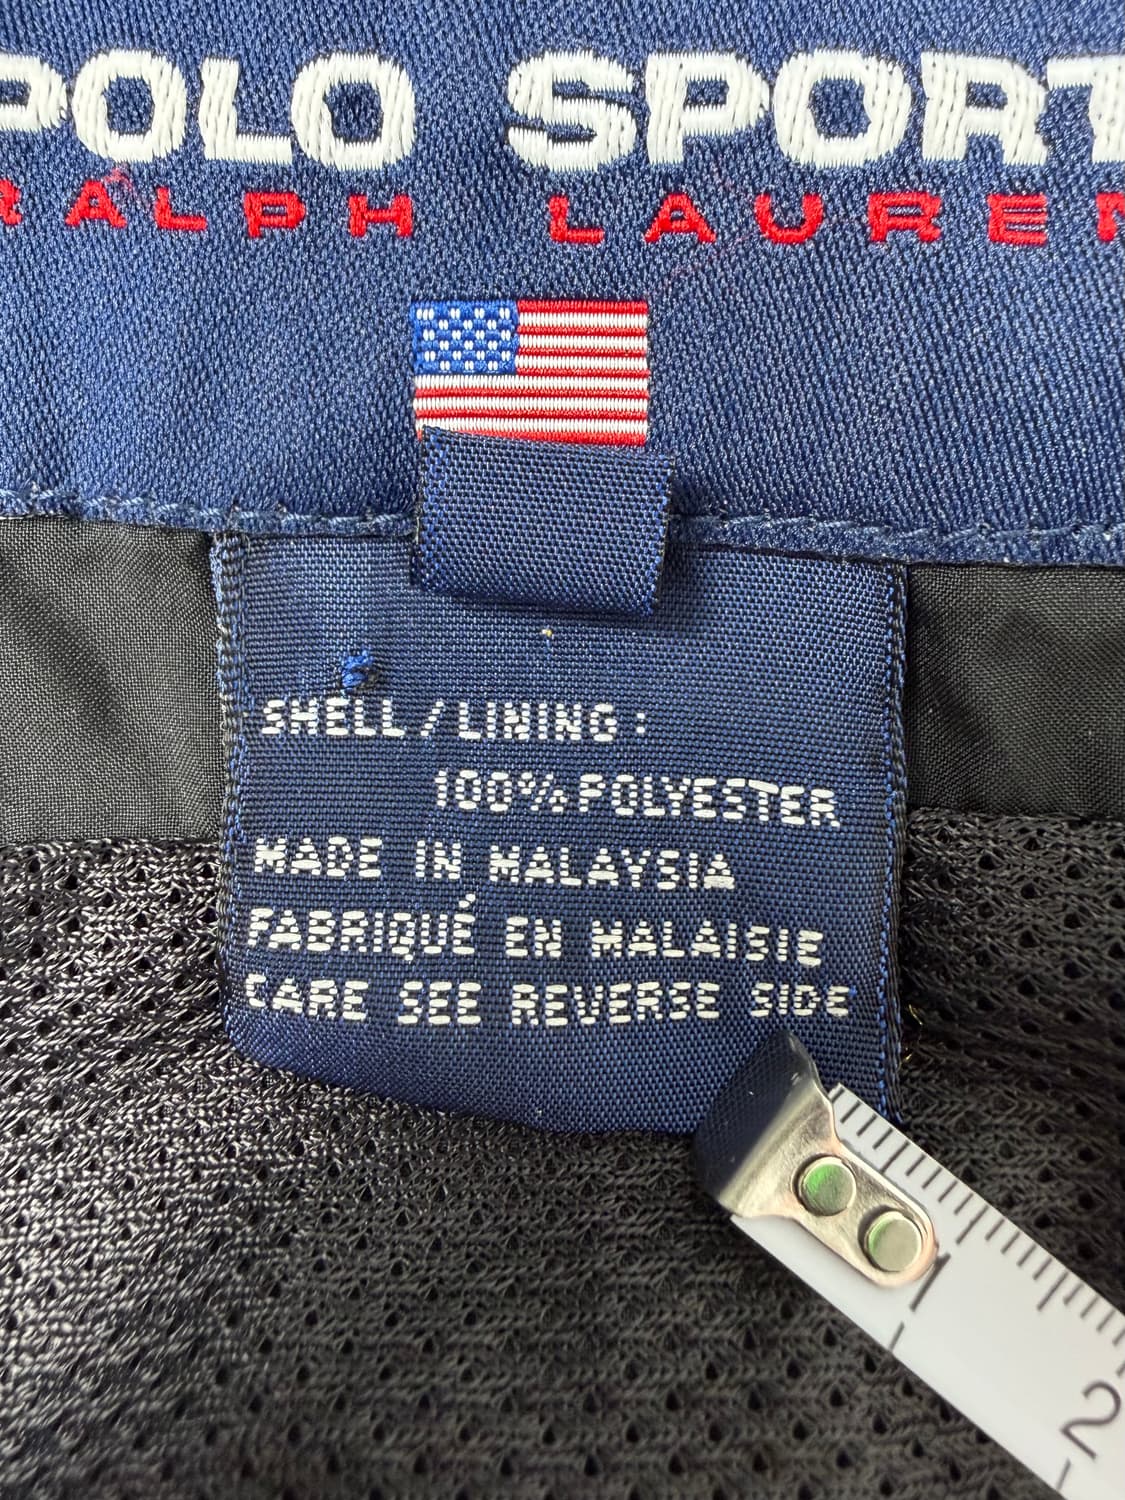 POLO SPORT
RALPH LAUREN
SHELL/LINING:
100% POLYESTER
MADE IN MALAYSIA
FABRIQUÉ EN MALAISIE
CARE SEE REVERSE SIDE
2